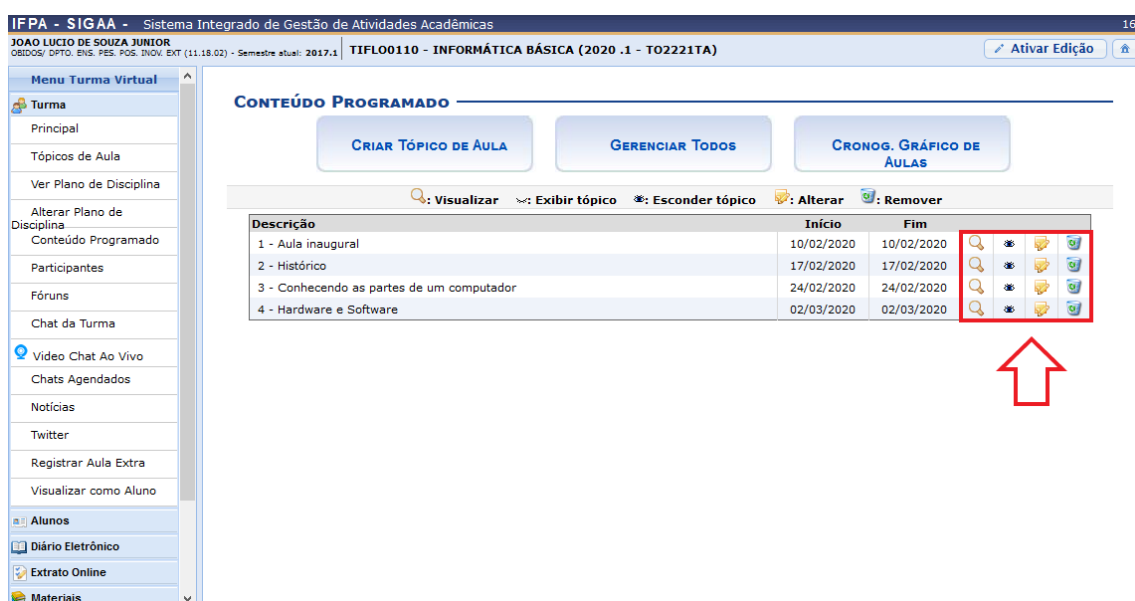 IFPA - SIGAA - Sistema Integrado de Gestão de Atividades Acadêmicas 16
JOAO LUCIO DE SOUZA JUNIOR
OBIDOS/ DPTO. ENS. PES. POS. INOV. EXT (11.18.02) - Semestre atual: 2017.1
TIFLO0110 - INFORMÁTICA BÁSICA (2020 .1 - TO2221TA)
Ativar Edição
Menu Turma Virtual
Turma
Principal
Tópicos de Aula
Ver Plano de Disciplina
Alterar Plano de
Disciplina
Conteúdo Programado
Participantes
Fóruns
Chat da Turma
Video Chat Ao Vivo
Chats Agendados
Notícias
Twitter
Registrar Aula Extra
Visualizar como Aluno
Alunos
Diário Eletrônico
Extrato Online
Materiais
CONTEÚDO PROGRAMADO
CRIAR TÓPICO DE AULA
GERENCIAR TODOS
CRONOG. GRÁFICO DE
AULAS
: Visualizar : Exibir tópico : Esconder tópico : Alterar : Remover
Descrição Início Fim
1 - Aula inaugural 10/02/2020 10/02/2020
2 - Histórico 17/02/2020 17/02/2020
3 - Conhecendo as partes de um computador 24/02/2020 24/02/2020
4 - Hardware e Software 02/03/2020 02/03/2020